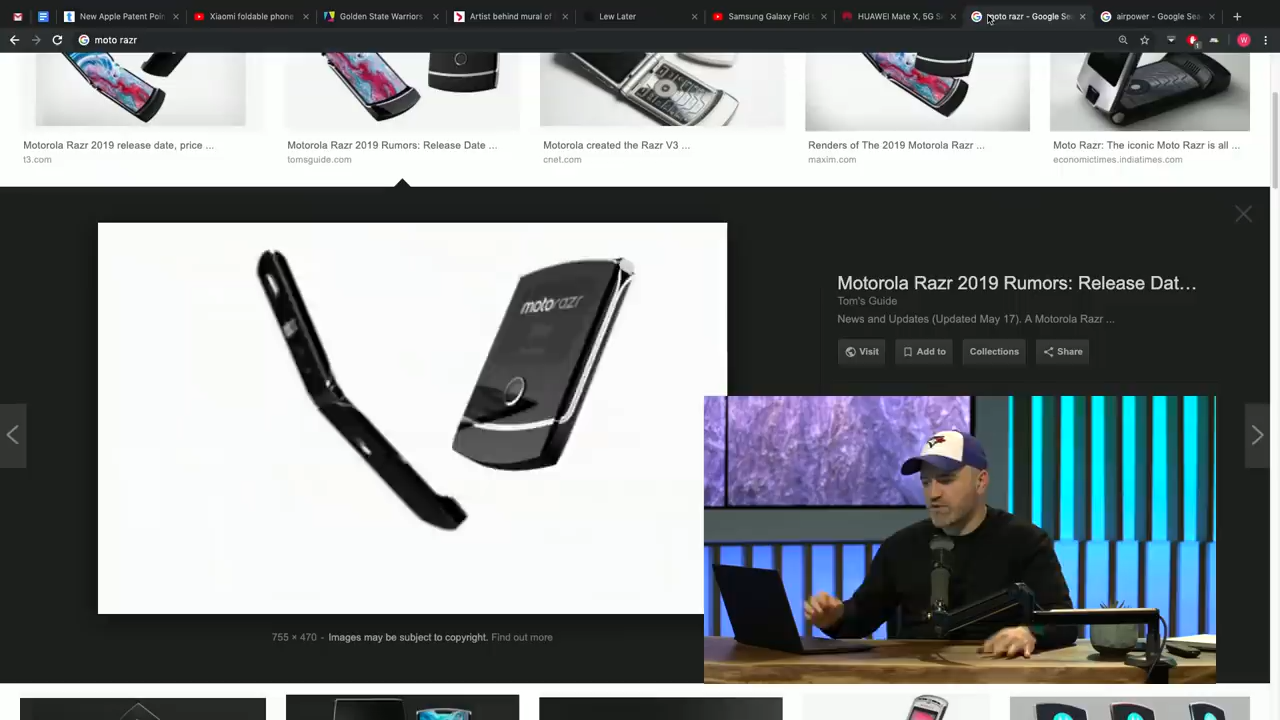 New Apple Patent Poin
Xiaomi foldable phone
Golden State Warriors
Artist behind mural of
Lew Later
Samsung Galaxy Fold
HUAWEI Mate X, 5G S
moto razr - Google Sea
airpower - Google Sea
moto razr
W
Motorola Razr 2019 release date, price ...
t3.com
Motorola Razr 2019 Rumors: Release Date ...
tomsguide.com
Motorola created the Razr V3 ...
cnet.com
Renders of The 2019 Motorola Razr ...
maxim.com
Moto Razr: The iconic Moto Razr is all ...
economictimes.indiatimes.com
motorazr
Motorola Razr 2019 Rumors: Release Dat...
Tom's Guide
News and Updates (Updated May 17). A Motorola Razr ...
Visit
Add to
Collections
Share
755 × 470 - Images may be subject to copyright. Find out more